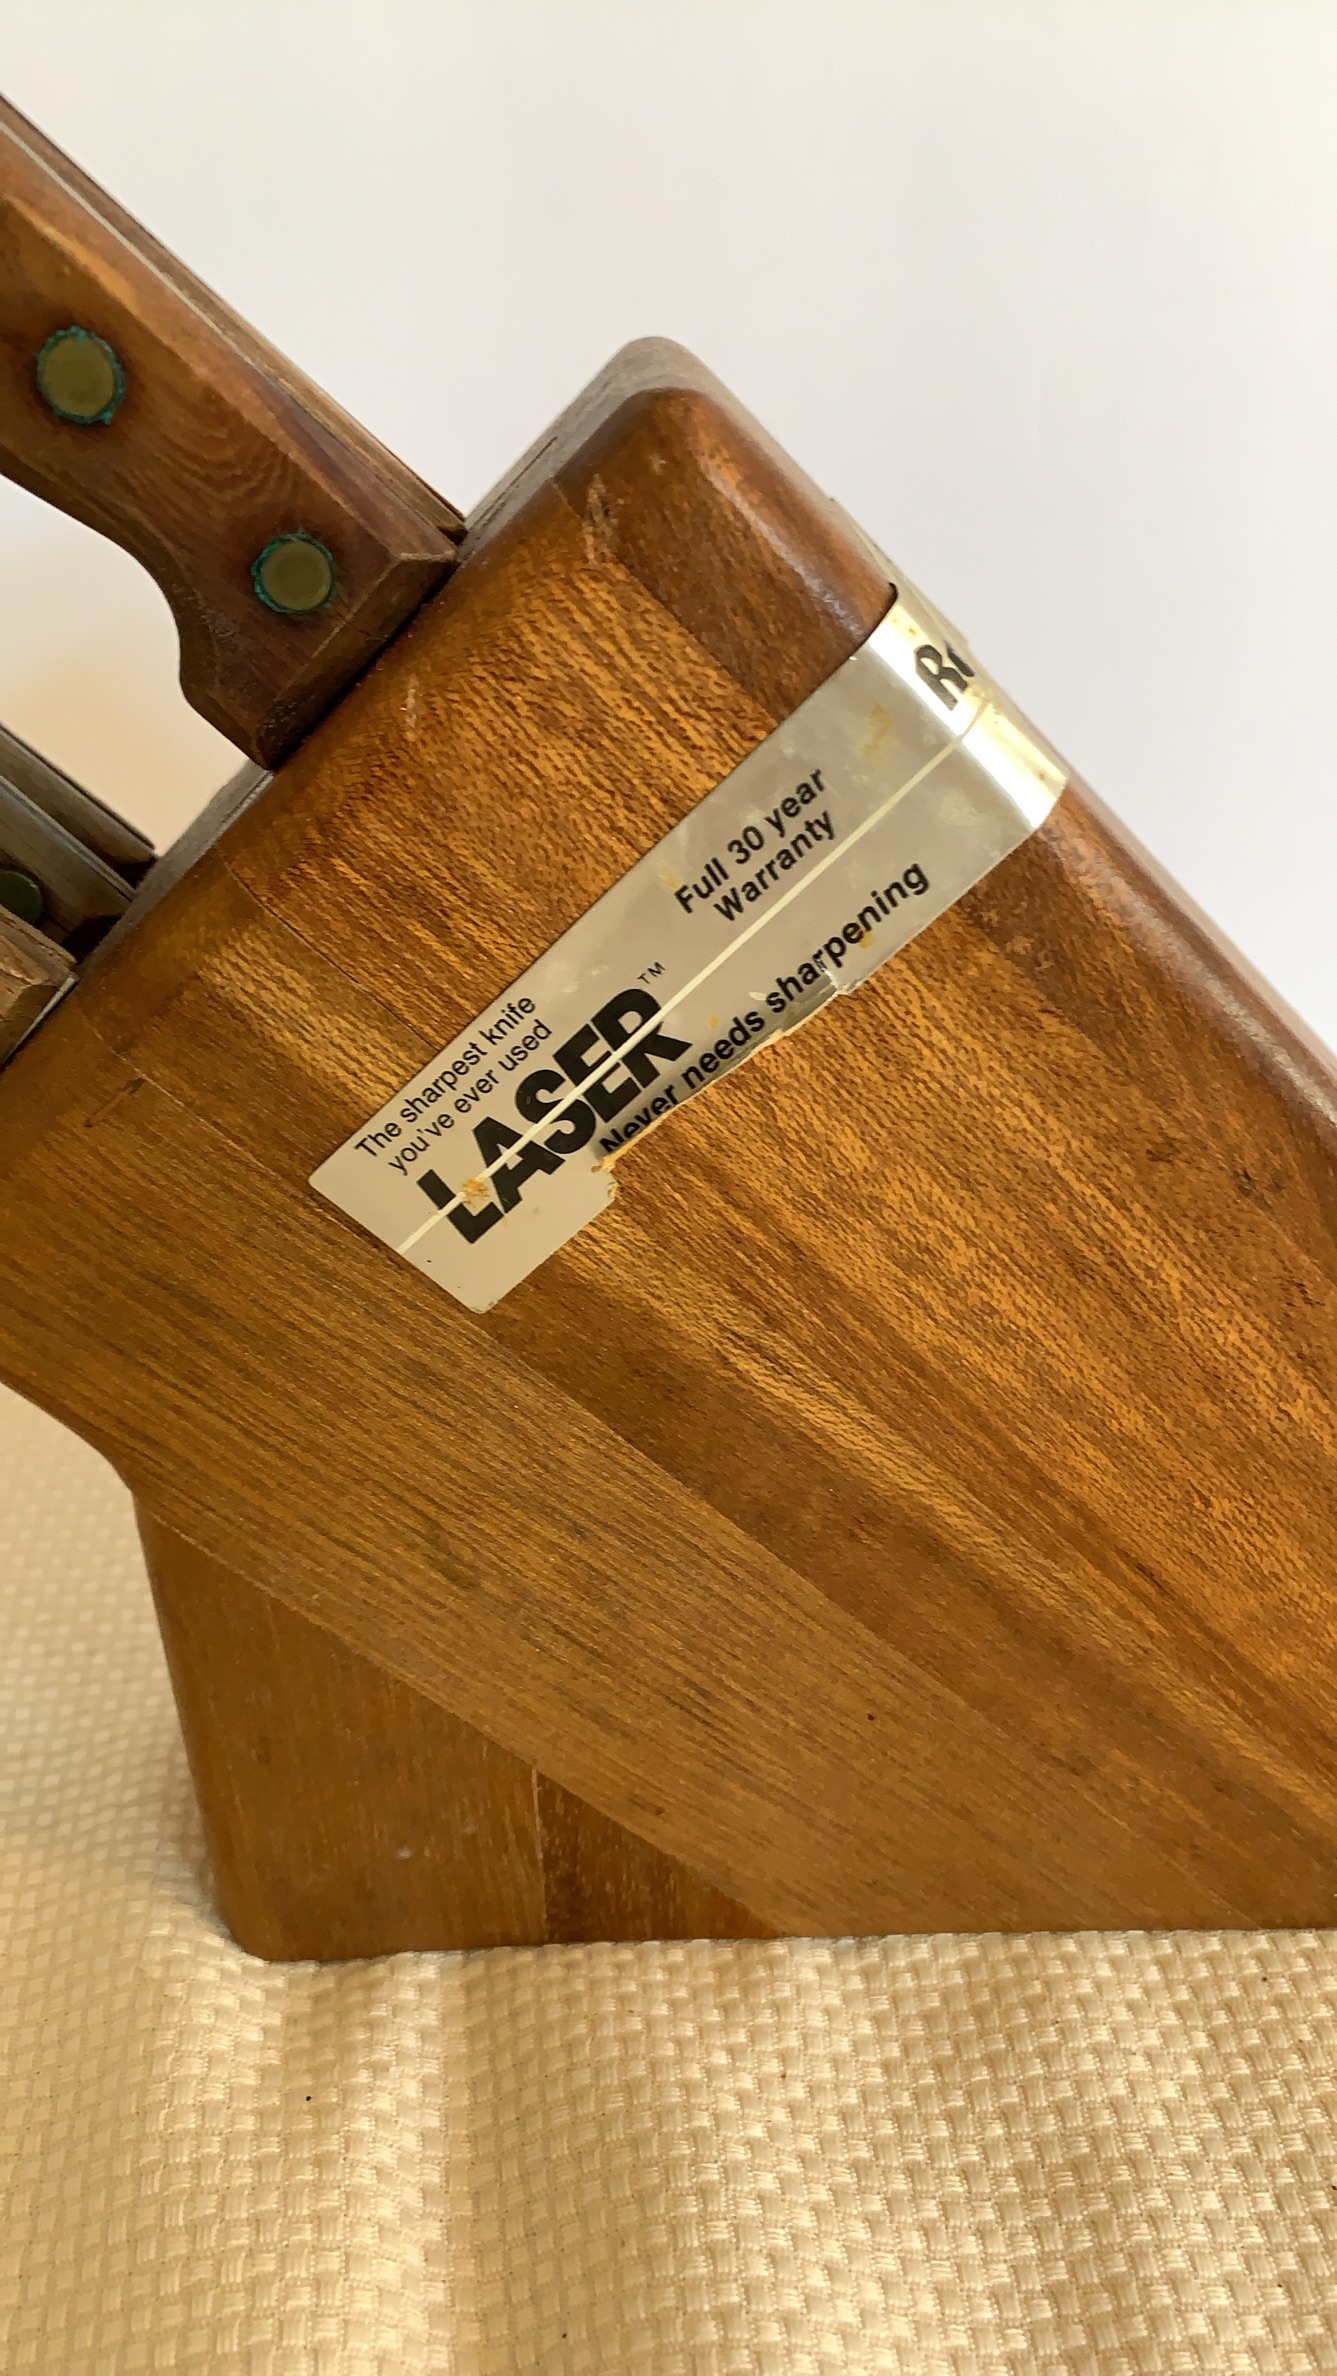 The sharpest knife
you've ever used
LASER™
Never needs sharpening
Full 30 year
Warranty